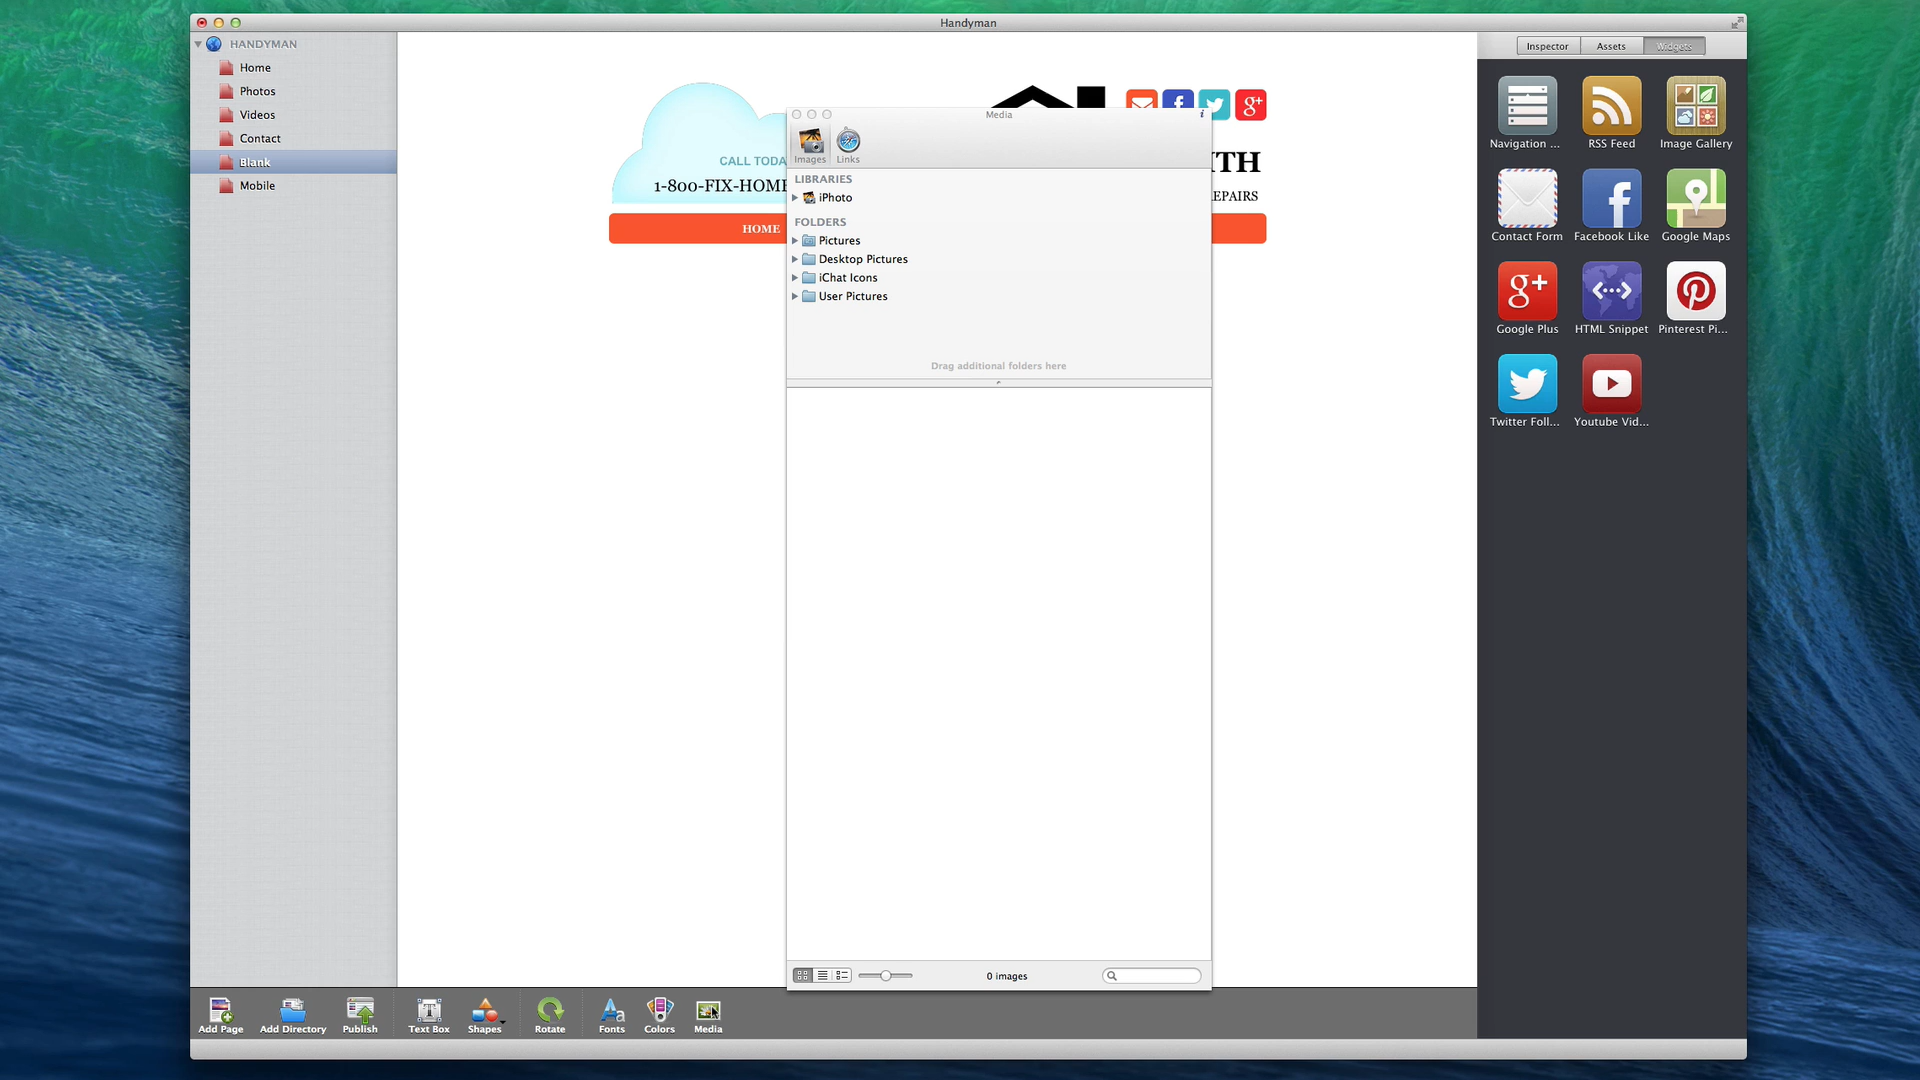 Handyman
HANDYMAN
Home
Photos
Videos
Contact
Blank
Mobile
CALL TODA
1-800-FIX-HOME
HOME
f
g+
ITH
REPAIRS
Media
i
Images
Links
LIBRARIES
iPhoto
FOLDERS
Pictures
Desktop Pictures
iChat Icons
User Pictures
Drag additional folders here
0 images
Inspector
Assets
Widgets
Navigation ...
RSS Feed
Image Gallery
Contact Form
Facebook Like
Google Maps
Google Plus
HTML Snippet
Pinterest Pi...
Twitter Foll...
Youtube Vid...
Add Page
Add Directory
Publish
Text Box
Shapes
Rotate
Fonts
Colors
Media